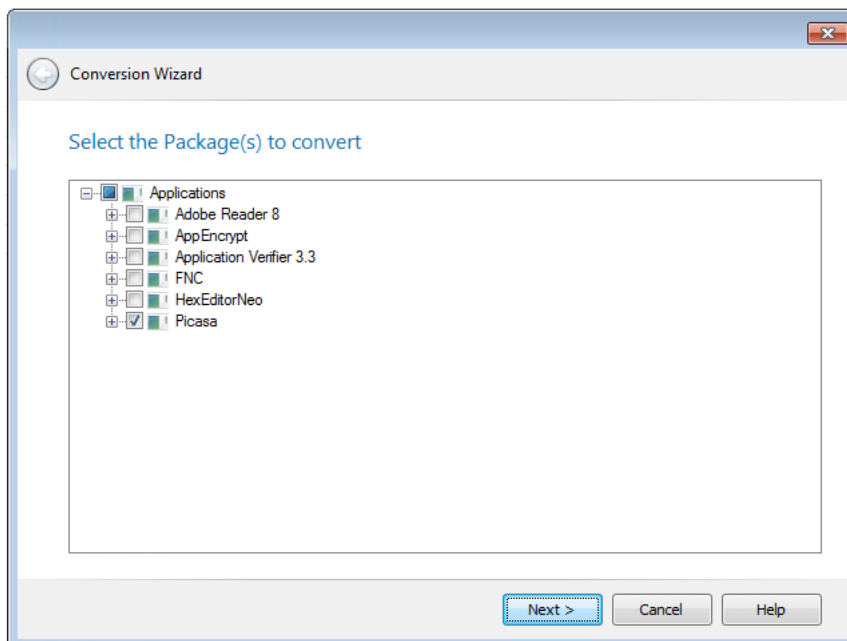 Conversion Wizard
Select the Package(s) to convert
Applications
Adobe Reader 8
AppEncrypt
Application Verifier 3.3
FNC
HexEditorNeo
Picasa
Next > Cancel Help